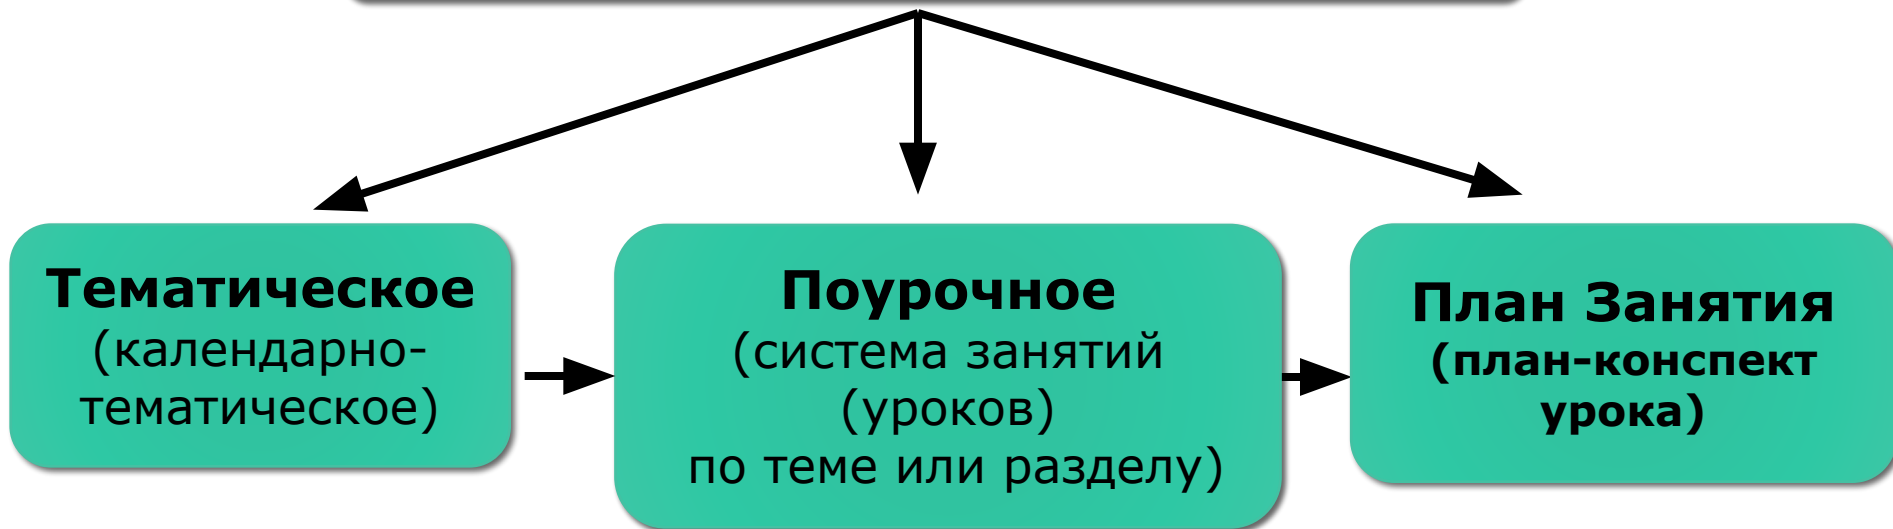 Тематическое
(календарно-
тематическое)
Поурочное
(система занятий
(уроков)
по теме или разделу)
План Занятия
(план-конспект
урока)